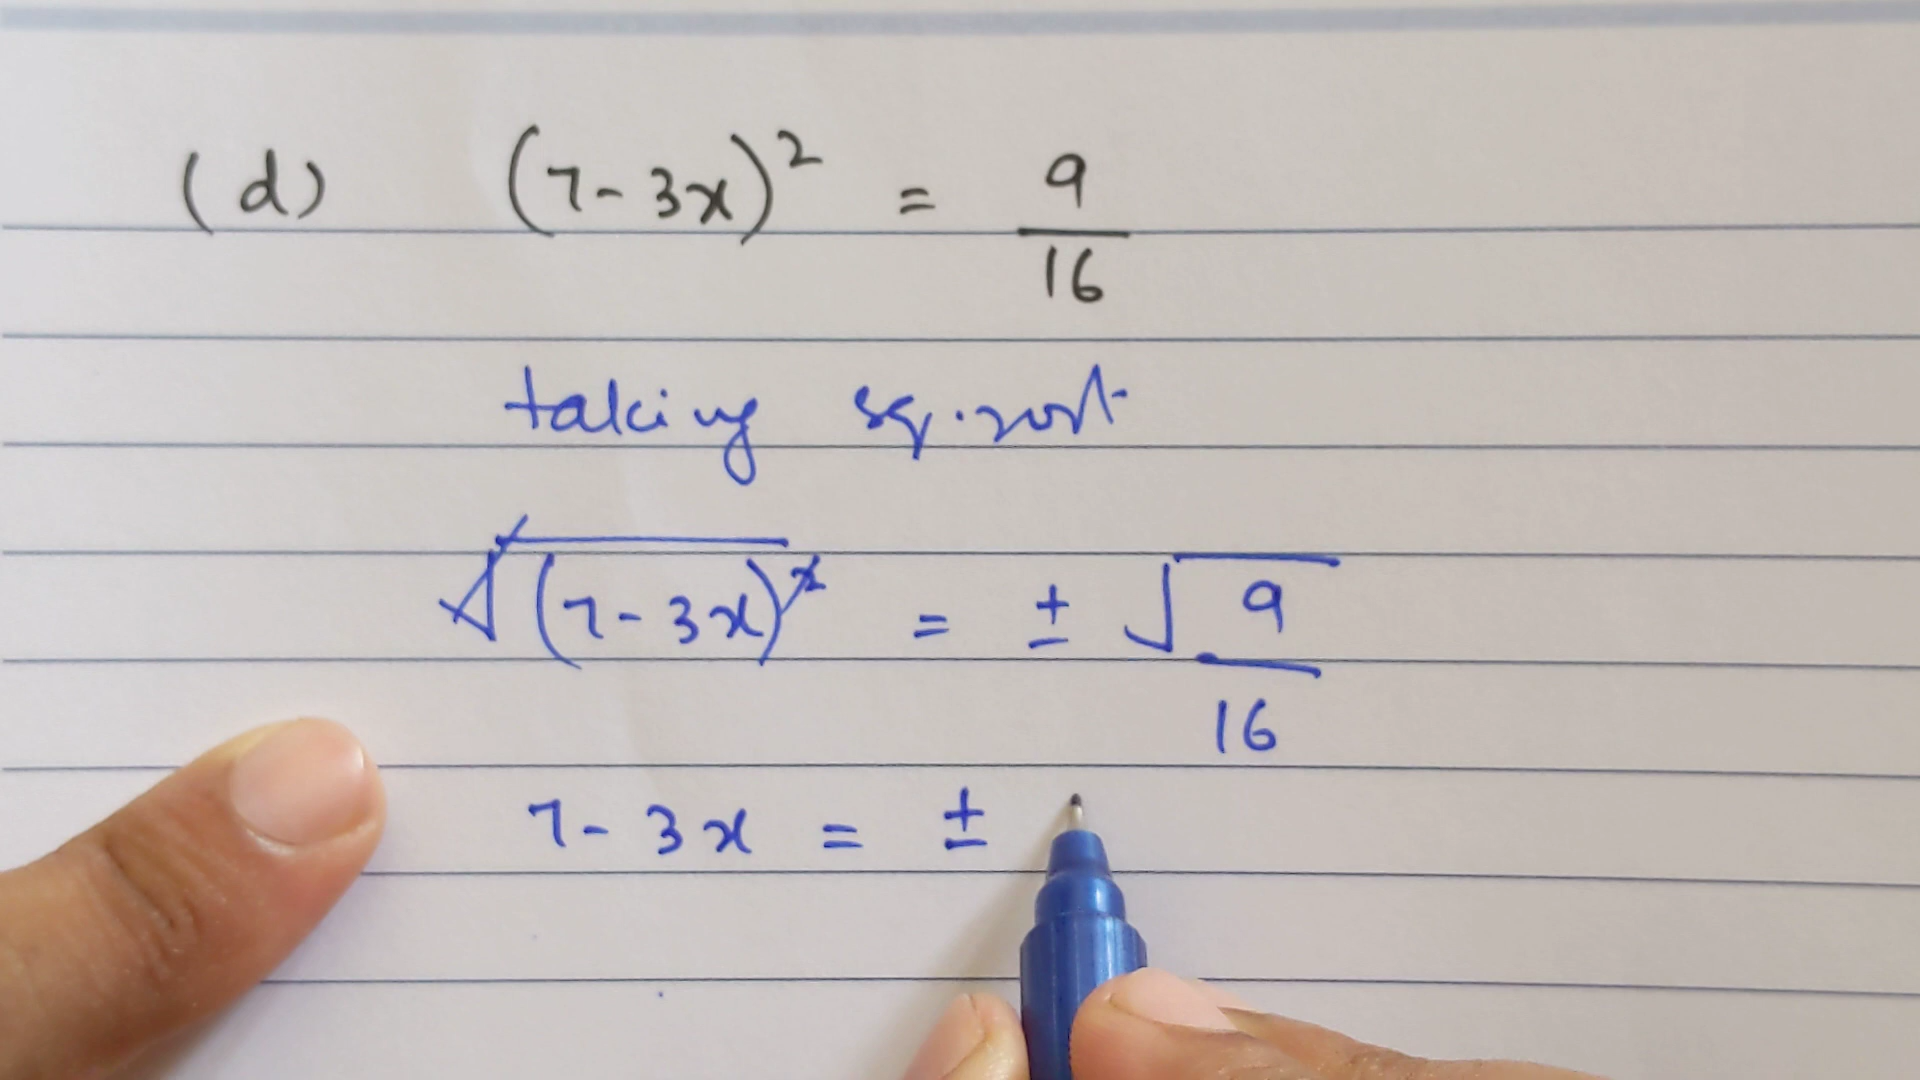 (d) (7-3x)² = 9/16
taking sq. root
√(7-3x)² = ± √9/16
7-3x = ±